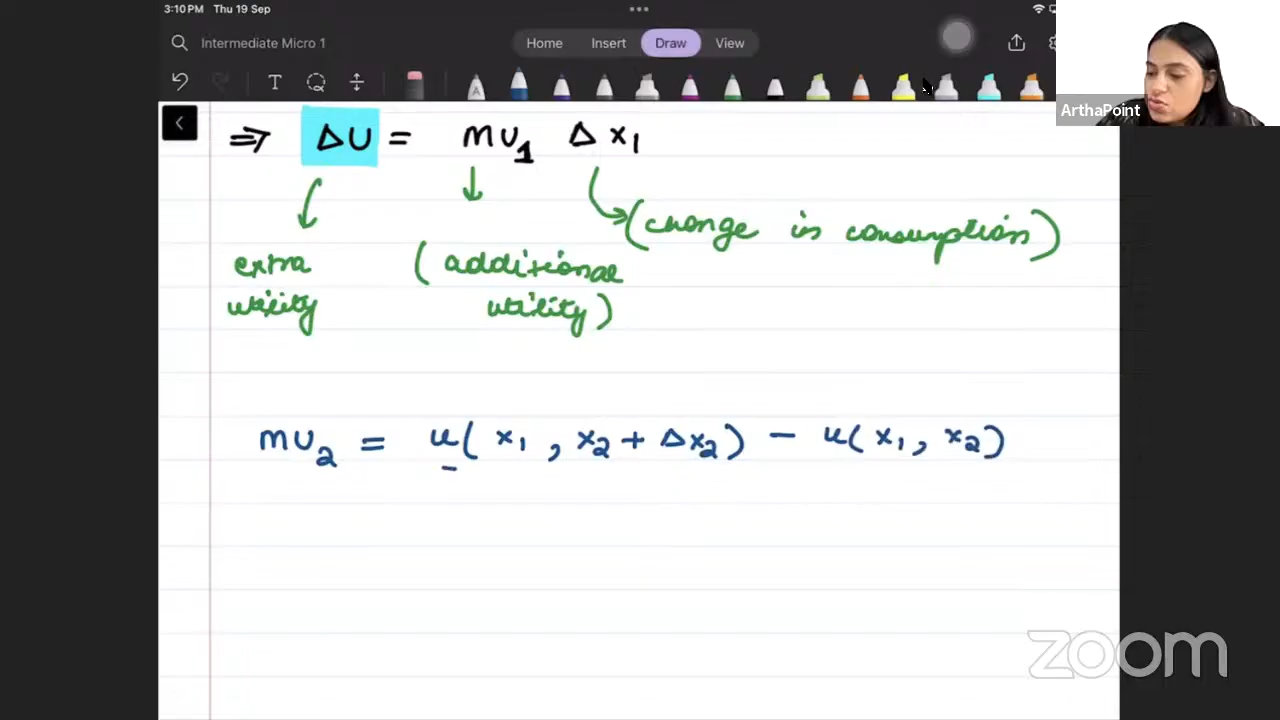 3:10 PM Thu 19 Sep
Intermediate Micro 1
Home Insert Draw View
T
A
ArthaPoint
⇒ ΔU = MU₁ Δx₁
(change in consumption)
extra (additional
utility utility)
MU₂ = u(x₁, x₂ + Δx₂) − u(x₁, x₂)
zoom